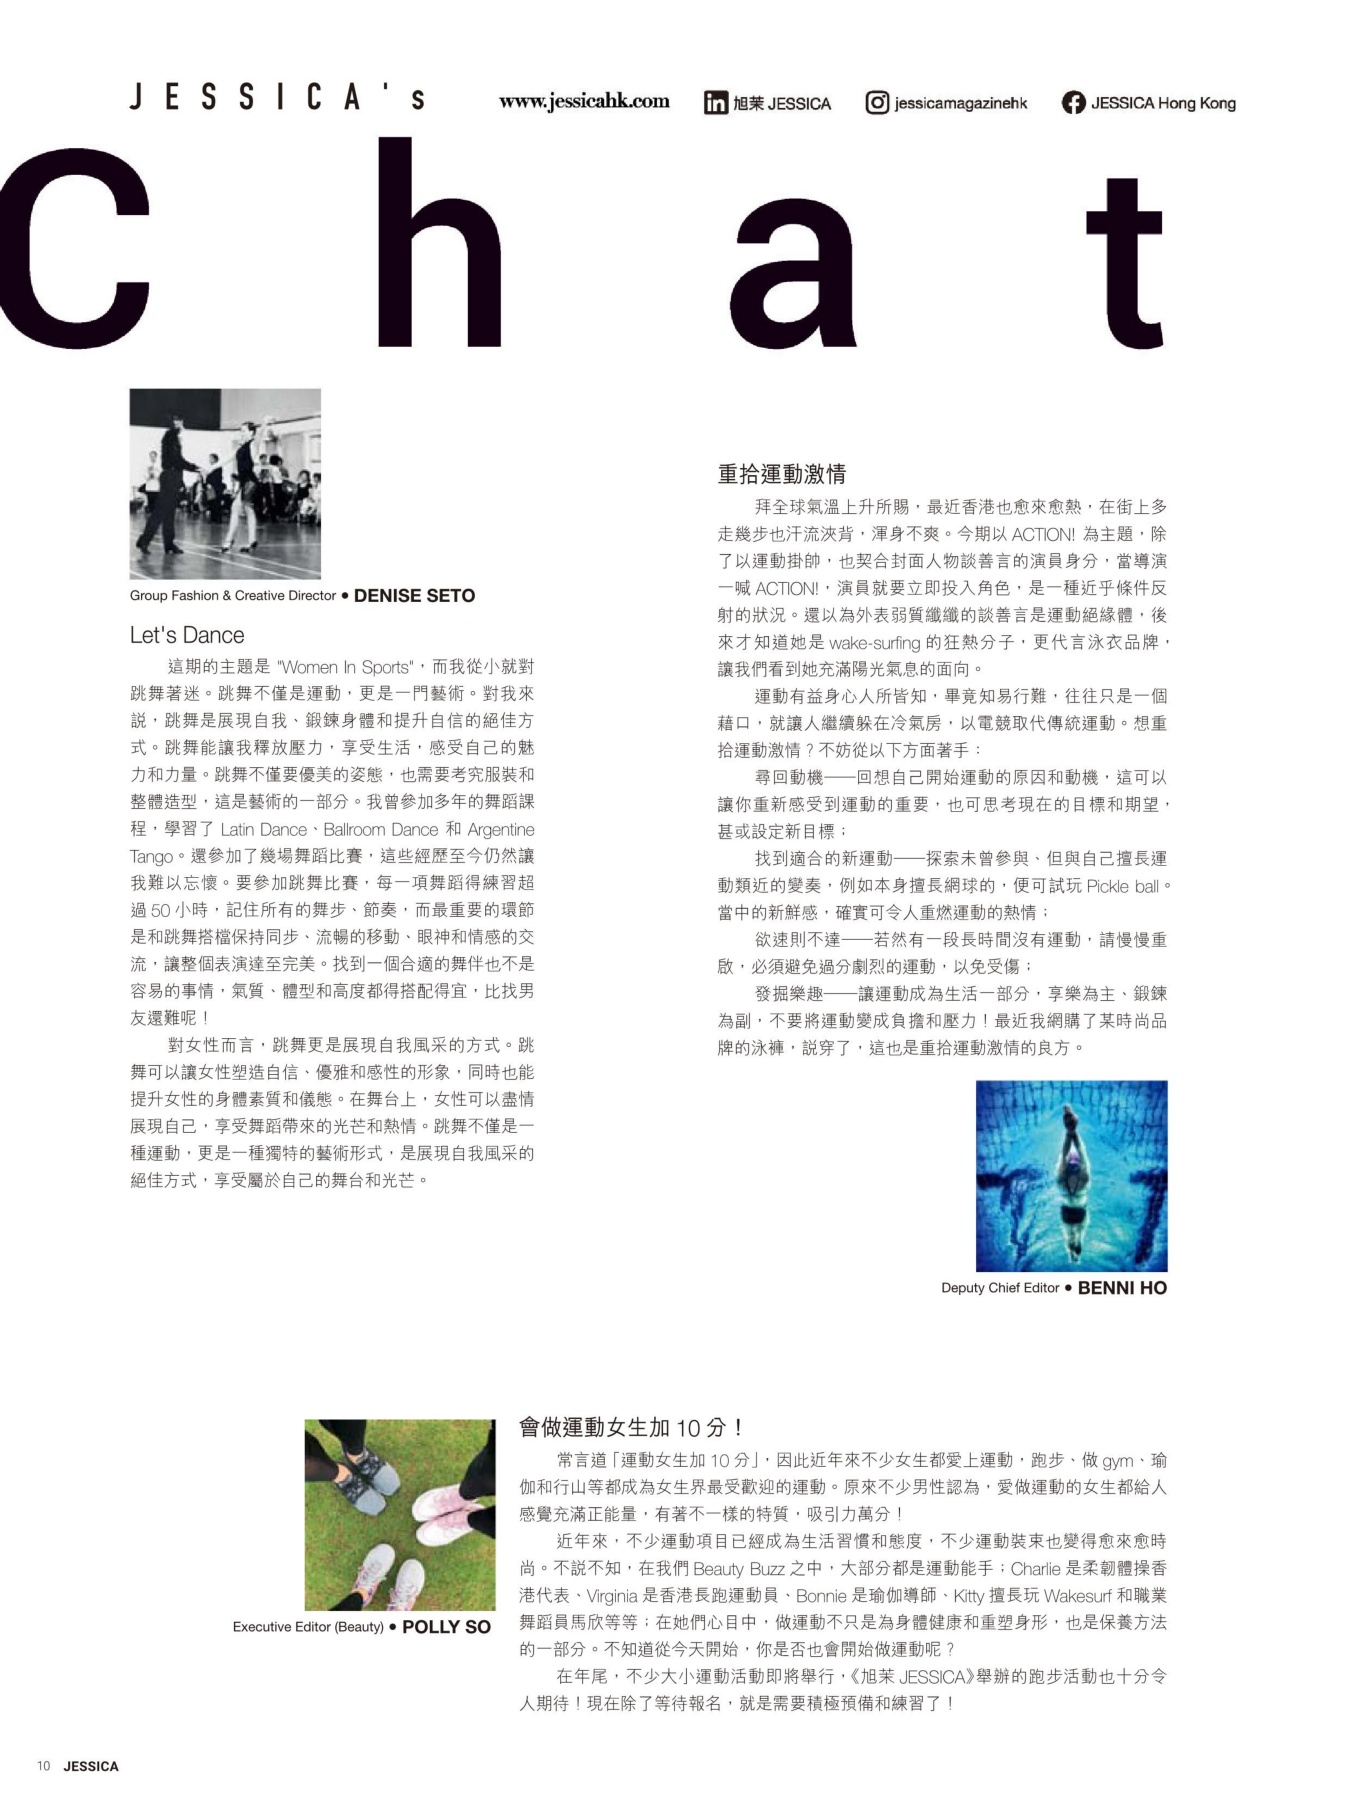 JESSICA's
www.jessicahk.com
旭茉 JESSICA
jessicamagazinehk
JESSICA Hong Kong
Chat
Group Fashion & Creative Director • DENISE SETO
Let's Dance
這期的主題是 "Women In Sports"，而我從小就對
跳舞著迷。跳舞不僅是運動，更是一門藝術。對我來
説，跳舞是展現自我、鍛鍊身體和提升自信的絕佳方
式。跳舞能讓我釋放壓力，享受生活，感受自己的魅
力和力量。跳舞不僅要優美的姿態，也需要考究服裝和
整體造型，這是藝術的一部分。我曾參加多年的舞蹈課
程，學習了 Latin Dance、Ballroom Dance 和 Argentine
Tango。還參加了幾場舞蹈比賽，這些經歷至今仍然讓
我難以忘懷。要參加跳舞比賽，每一項舞蹈得練習超
過 50 小時，記住所有的舞步、節奏，而最重要的環節
是和跳舞搭檔保持同步、流暢的移動、眼神和情感的交
流，讓整個表演達至完美。找到一個合適的舞伴也不是
容易的事情，氣質、體型和高度都得搭配得宜，比找男
友還難呢！
對女性而言，跳舞更是展現自我風采的方式。跳
舞可以讓女性塑造自信、優雅和感性的形象，同時也能
提升女性的身體素質和儀態。在舞台上，女性可以盡情
展現自己，享受舞蹈帶來的光芒和熱情。跳舞不僅是一
種運動，更是一種獨特的藝術形式，是展現自我風采的
絕佳方式，享受屬於自己的舞台和光芒。
重拾運動激情
拜全球氣溫上升所賜，最近香港也愈來愈熱，在街上多
走幾步也汗流浹背，渾身不爽。今期以 ACTION! 為主題，除
了以運動掛帥，也契合封面人物談善言的演員身分，當導演
一喊 ACTION!，演員就要立即投入角色，是一種近乎條件反
射的狀況。還以為外表弱質纖纖的談善言是運動絕緣體，後
來才知道她是 wake-surfing 的狂熱分子，更代言泳衣品牌，
讓我們看到她充滿陽光氣息的面向。
運動有益身心人所皆知，畢竟知易行難，往往只是一個
藉口，就讓人繼續躲在冷氣房，以電競取代傳統運動。想重
拾運動激情？不妨從以下方面著手：
尋回動機——回想自己開始運動的原因和動機，這可以
讓你重新感受到運動的重要，也可思考現在的目標和期望，
甚或設定新目標；
找到適合的新運動——探索未曾參與、但與自己擅長運
動類近的變奏，例如本身擅長網球的，便可試玩 Pickle ball。
當中的新鮮感，確實可令人重燃運動的熱情；
欲速則不達——若然有一段長時間沒有運動，請慢慢重
啟，必須避免過分劇烈的運動，以免受傷；
發掘樂趣——讓運動成為生活一部分，享樂為主、鍛鍊
為副，不要將運動變成負擔和壓力！最近我網購了某時尚品
牌的泳褲，説穿了，這也是重拾運動激情的良方。
Deputy Chief Editor • BENNI HO
會做運動女生加 10 分！
常言道「運動女生加 10 分」，因此近年來不少女生都愛上運動，跑步、做 gym、瑜
伽和行山等都成為女生界最受歡迎的運動。原來不少男性認為，愛做運動的女生都給人
感覺充滿正能量，有著不一樣的特質，吸引力萬分！
近年來，不少運動項目已經成為生活習慣和態度，不少運動裝束也變得愈來愈時
尚。不説不知，在我們 Beauty Buzz 之中，大部分都是運動能手；Charlie 是柔韌體操香
港代表、Virginia 是香港長跑運動員、Bonnie 是瑜伽導師、Kitty 擅長玩 Wakesurf 和職業
舞蹈員馬欣等等；在她們心目中，做運動不只是為身體健康和重塑身形，也是保養方法
的一部分。不知道從今天開始，你是否也會開始做運動呢？
在年尾，不少大小運動活動即將舉行，《旭茉 JESSICA》舉辦的跑步活動也十分令
人期待！現在除了等待報名，就是需要積極預備和練習了！
Executive Editor (Beauty) • POLLY SO
10 JESSICA